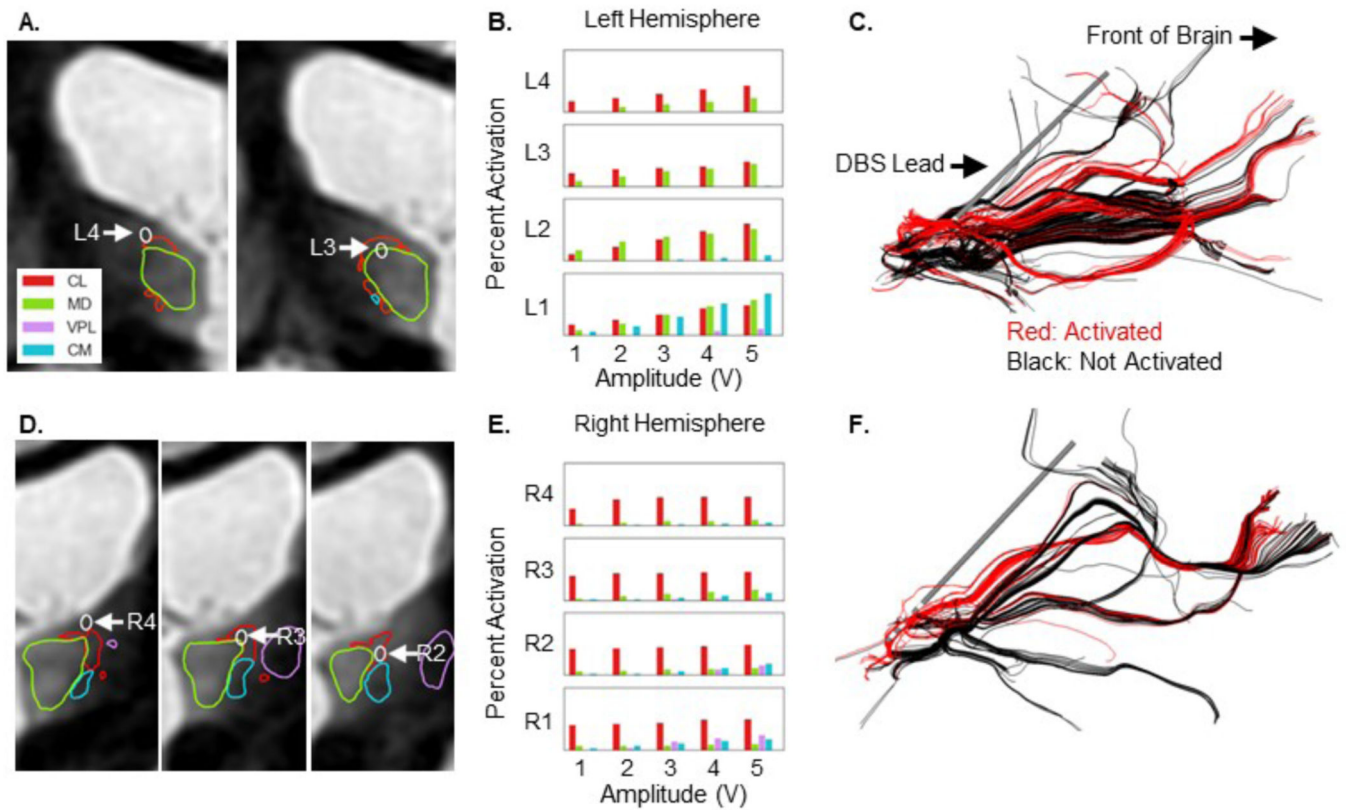 A.
L4
L3
CL
MD
VPL
CM
B.
Left Hemisphere
Percent Activation
L4
L3
L2
L1
1 2 3 4 5
Amplitude (V)
C.
Front of Brain
DBS Lead
Red: Activated
Black: Not Activated
D.
R4
R3
R2
E.
Right Hemisphere
Percent Activation
R4
R3
R2
R1
1 2 3 4 5
Amplitude (V)
F.